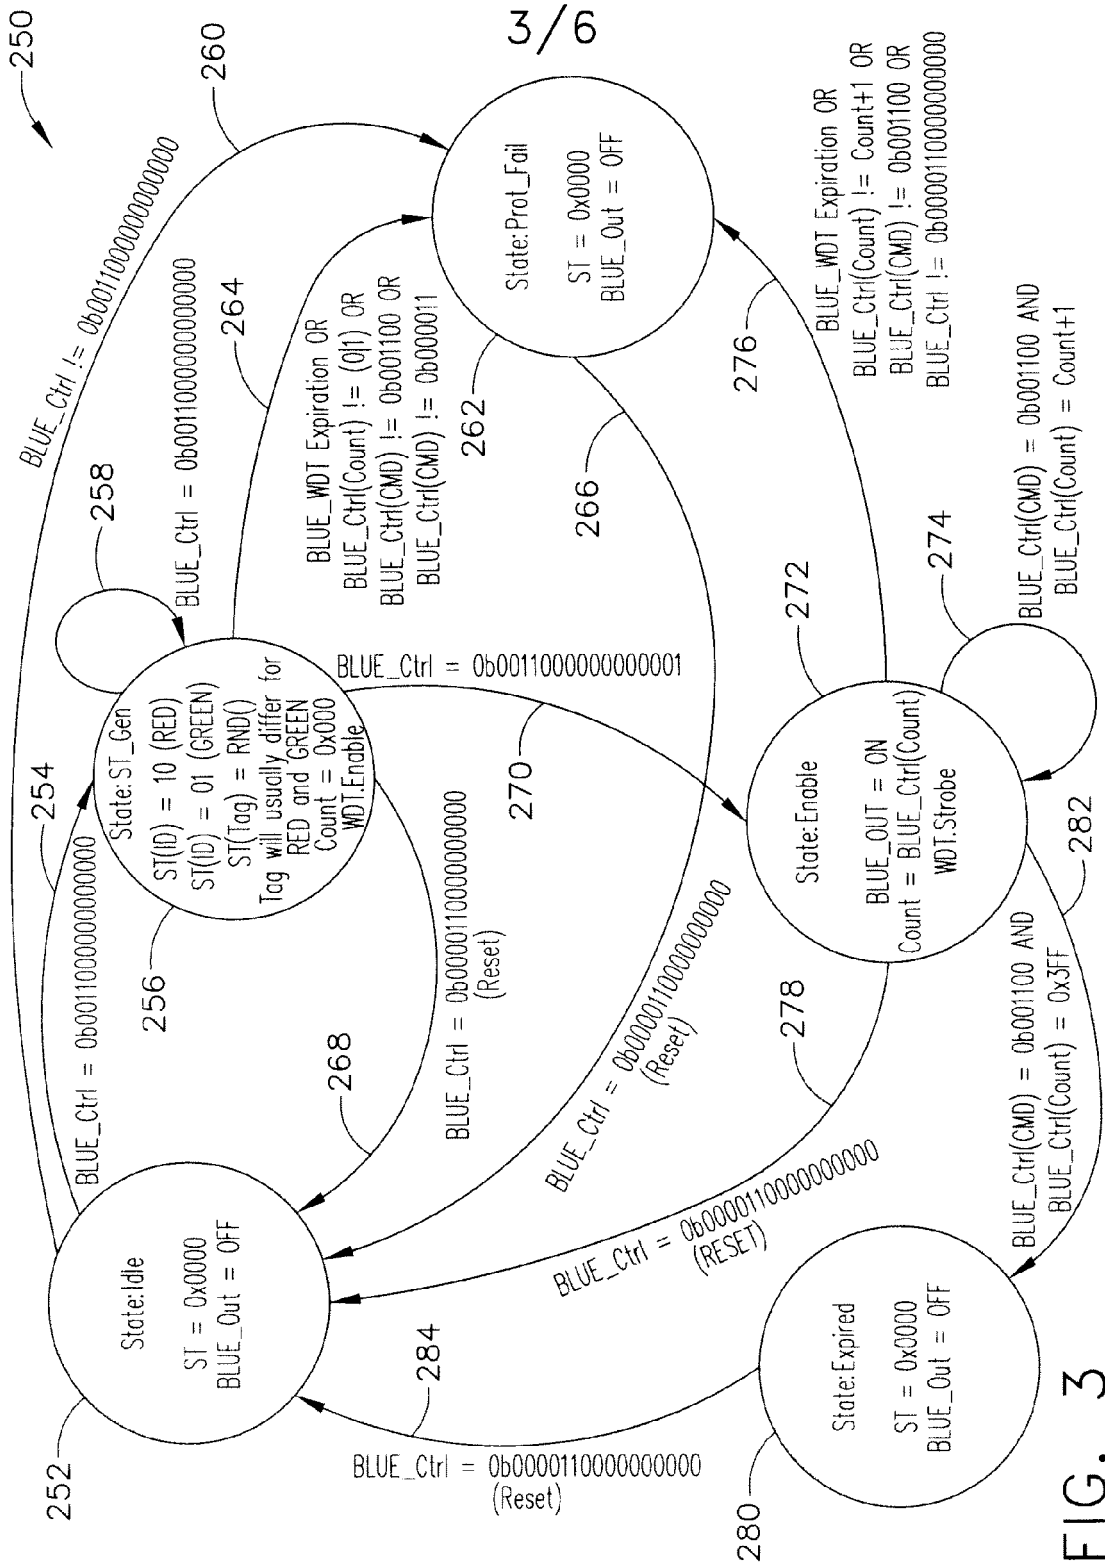 3/6
250
BLUE_Ctrl != 0b0011000000000000
260
254
BLUE_Ctrl = 0b0011000000000000
258
BLUE_Ctrl = 0b0011000000000000
264
252
State:Idle
ST = 0x0000
BLUE_Out = OFF
256
State:ST_Gen
ST(ID) = 10 (RED)
ST(ID) = 01 (GREEN)
ST(Tag) = RND()
Tag will usually differ for
RED and GREEN
Count = 0x000
WDT.Enable
BLUE_WDT Expiration OR
BLUE_Ctrl(Count) != (0|1) OR
BLUE_Ctrl(CMD) != 0b001100 OR
BLUE_Ctrl(CMD) != 0b000011
State:Prot_Fail
ST = 0x0000
BLUE_Out = OFF
262
268
BLUE_Ctrl = 0b0000110000000000
(Reset)
BLUE_Ctrl = 0b0011000000000001
270
266
BLUE_Ctrl = 0b0000110000000000
(Reset)
276
BLUE_WDT Expiration OR
BLUE_Ctrl(Count) != Count+1 OR
BLUE_Ctrl(CMD) != 0b001100 OR
BLUE_Ctrl != 0b0000110000000000
284
BLUE_Ctrl = 0b0000110000000000
(Reset)
BLUE_Ctrl = 0b0000110000000000
(RESET)
278
State:Enable
BLUE_OUT = ON
Count = BLUE_Ctrl(Count)
WDT.Strobe
272
274
BLUE_Ctrl(CMD) = 0b001100 AND
BLUE_Ctrl(Count) = Count+1
280
State:Expired
ST = 0x0000
BLUE_Out = OFF
BLUE_Ctrl(CMD) = 0b001100 AND
BLUE_Ctrl(Count) = 0x3FF
282
FIG. 3